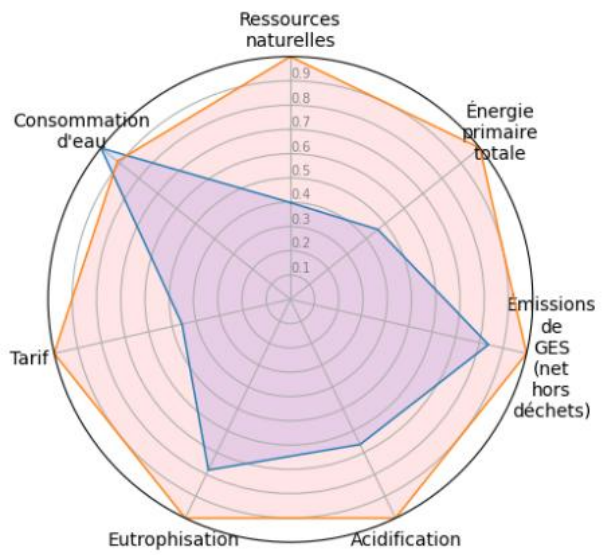 Ressources
naturelles
Énergie
primaire
totale
Consommation
d'eau
0.9
0.8
0.7
0.6
0.5
0.4
0.3
0.2
0.1
Emissions
de
GES
(net
hors
déchets)
Tarif
Eutrophisation
Acidification